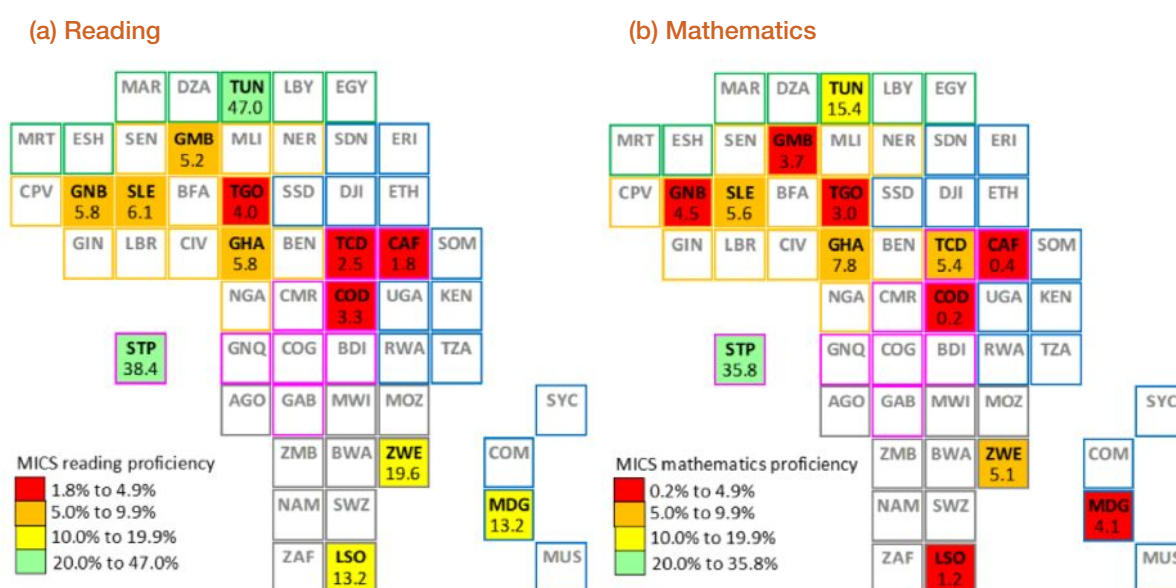 (a) Reading
MAR DZA TUN LBY EGY
47.0
MRT ESH SEN GMB MLI NER SDN ERI
5.2
CPV GNB SLE BFA TGO SSD DJI ETH
5.8 6.1 4.0
GIN LBR CIV GHA BEN TCD CAF SOM
5.8 2.5 1.8
NGA CMR COD UGA KEN
3.3
STP GNQ COG BDI RWA TZA
38.4
AGO GAB MWI MOZ SYC
ZMB BWA ZWE COM
19.6
NAM SWZ MDG
13.2
ZAF LSO MUS
13.2
MICS reading proficiency
1.8% to 4.9%
5.0% to 9.9%
10.0% to 19.9%
20.0% to 47.0%
(b) Mathematics
MAR DZA TUN LBY EGY
15.4
MRT ESH SEN GMB MLI NER SDN ERI
3.7
CPV GNB SLE BFA TGO SSD DJI ETH
4.5 5.6 3.0
GIN LBR CIV GHA BEN TCD CAF SOM
7.8 5.4 0.4
NGA CMR COD UGA KEN
0.2
STP GNQ COG BDI RWA TZA
35.8
AGO GAB MWI MOZ SYC
ZMB BWA ZWE COM
5.1
NAM SWZ MDG
4.1
ZAF LSO MUS
1.2
MICS mathematics proficiency
0.2% to 4.9%
5.0% to 9.9%
10.0% to 19.9%
20.0% to 35.8%